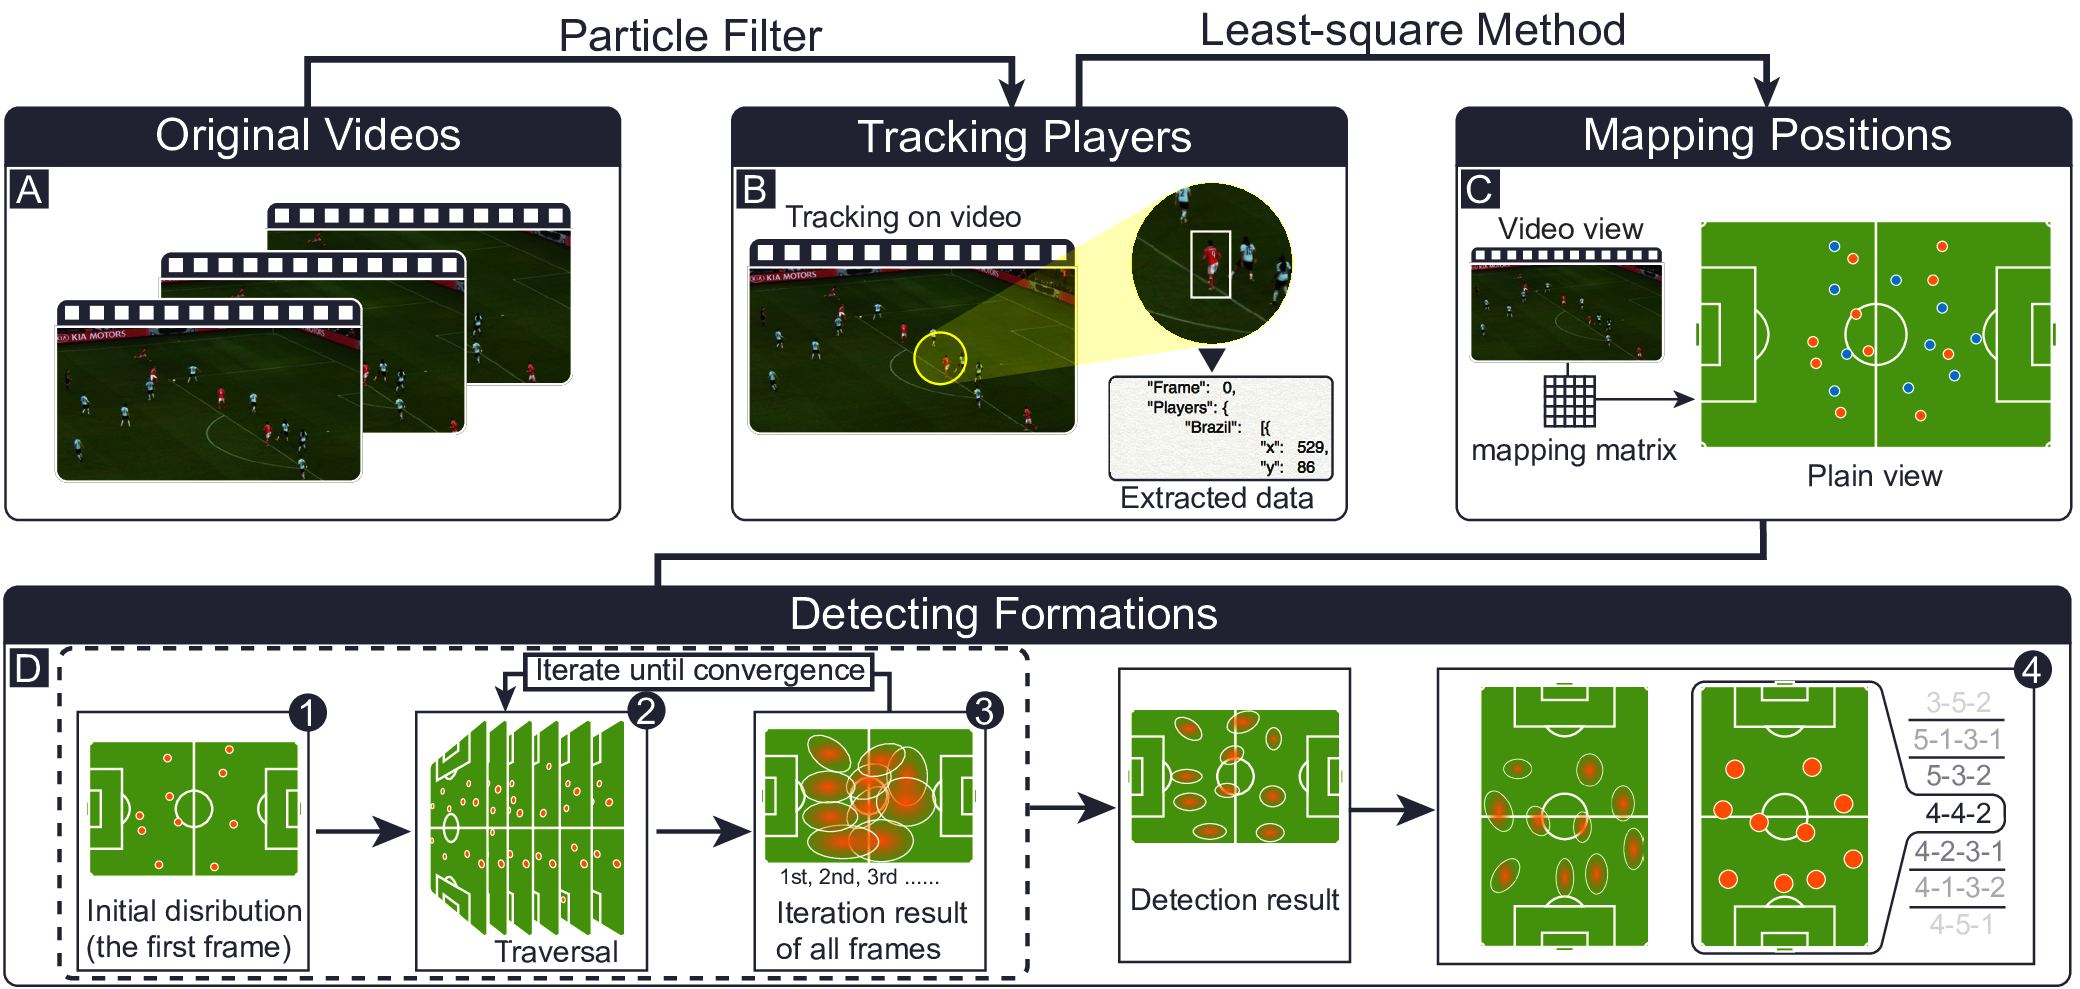 Particle Filter
Least-square Method
Original Videos
Tracking Players
Mapping Positions
A
KIA MOTORS
B
Tracking on video
KIA MOTORS
"Frame": 0,
"Players": {
"Brazil": [{
"x": 529,
"y": 86
Extracted data
C
Video view
mapping matrix
Plain view
Detecting Formations
D
Iterate until convergence
1
2
3
4
Initial disribution
(the first frame)
Traversal
1st, 2nd, 3rd ......
Iteration result
of all frames
Detection result
3-5-2
5-1-3-1
5-3-2
4-4-2
4-2-3-1
4-1-3-2
4-5-1